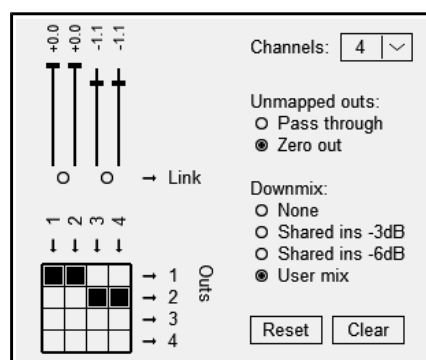 +0.0 +0.0 -1.1 -1.1
Link
1 2 3 4
1
2
3
4
Outs
Channels: 4
Unmapped outs:
Pass through
Zero out
Downmix:
None
Shared ins -3dB
Shared ins -6dB
User mix
Reset Clear